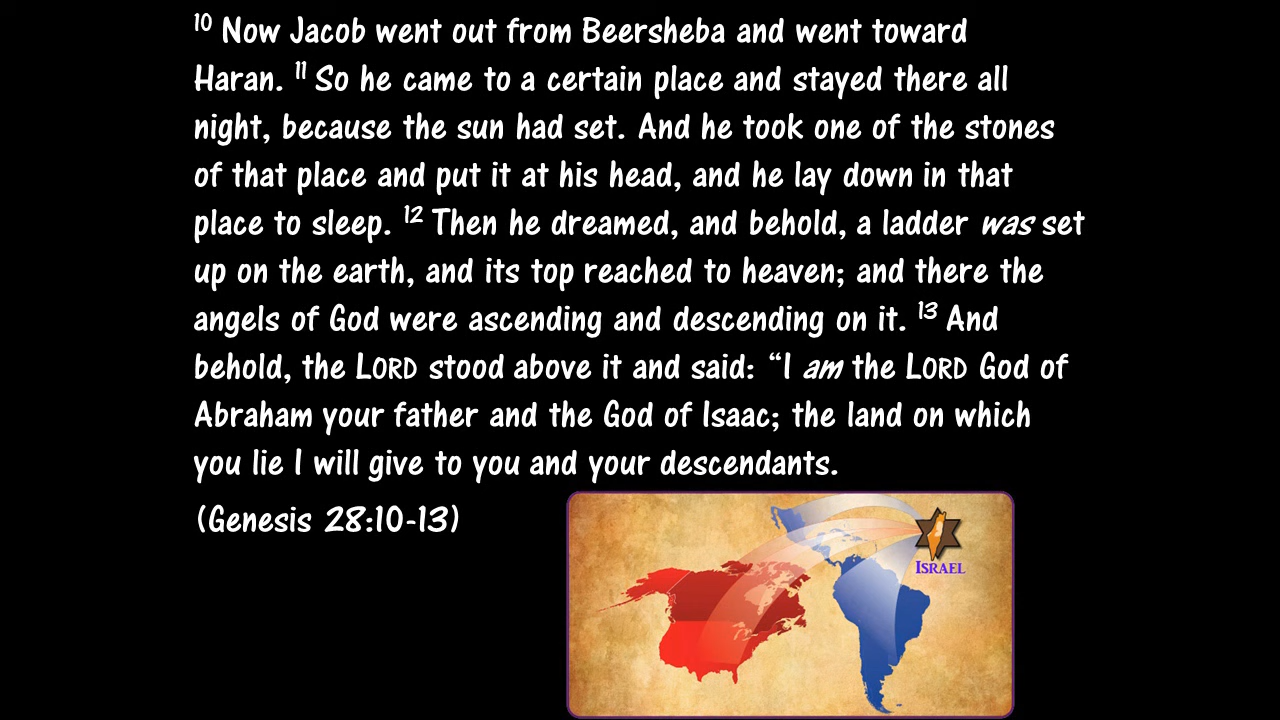 10 Now Jacob went out from Beersheba and went toward
Haran. 11 So he came to a certain place and stayed there all
night, because the sun had set. And he took one of the stones
of that place and put it at his head, and he lay down in that
place to sleep. 12 Then he dreamed, and behold, a ladder was set
up on the earth, and its top reached to heaven; and there the
angels of God were ascending and descending on it. 13 And
behold, the LORD stood above it and said: “I am the LORD God of
Abraham your father and the God of Isaac; the land on which
you lie I will give to you and your descendants.
(Genesis 28:10-13)
ISRAEL